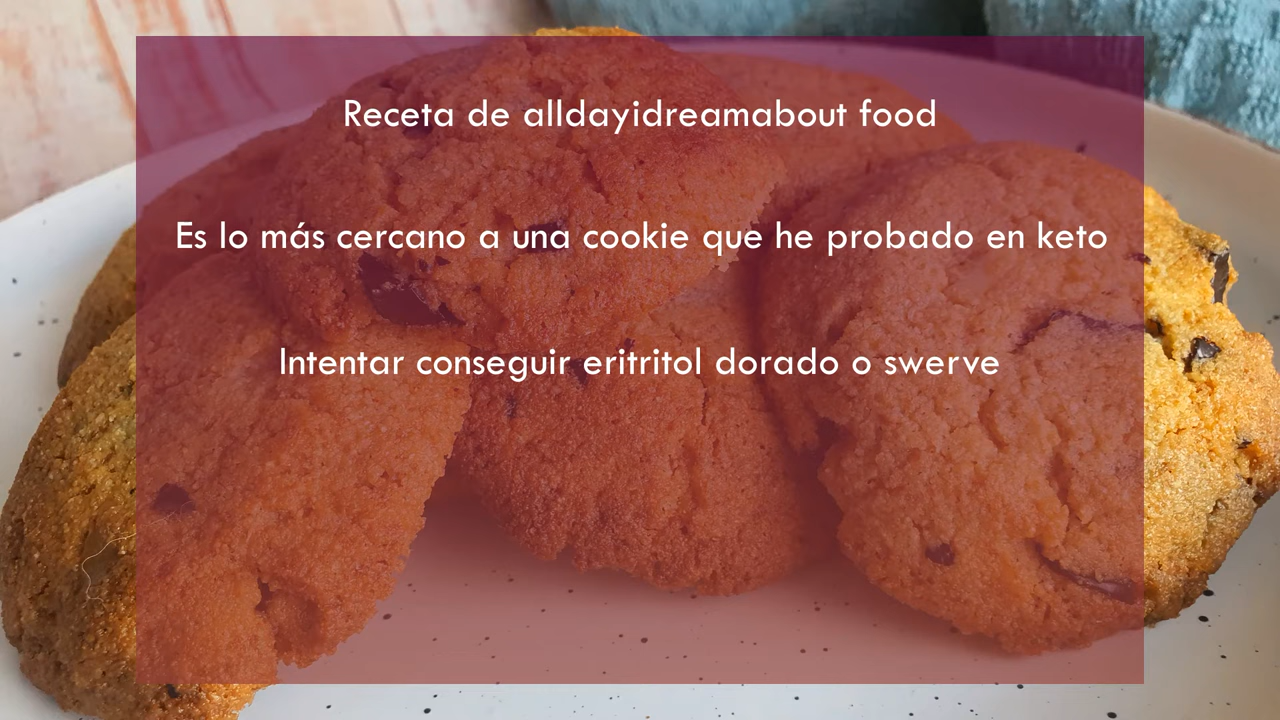 Receta de alldayidreamabout food
Es lo más cercano a una cookie que he probado en keto
Intentar conseguir eritritol dorado o swerve